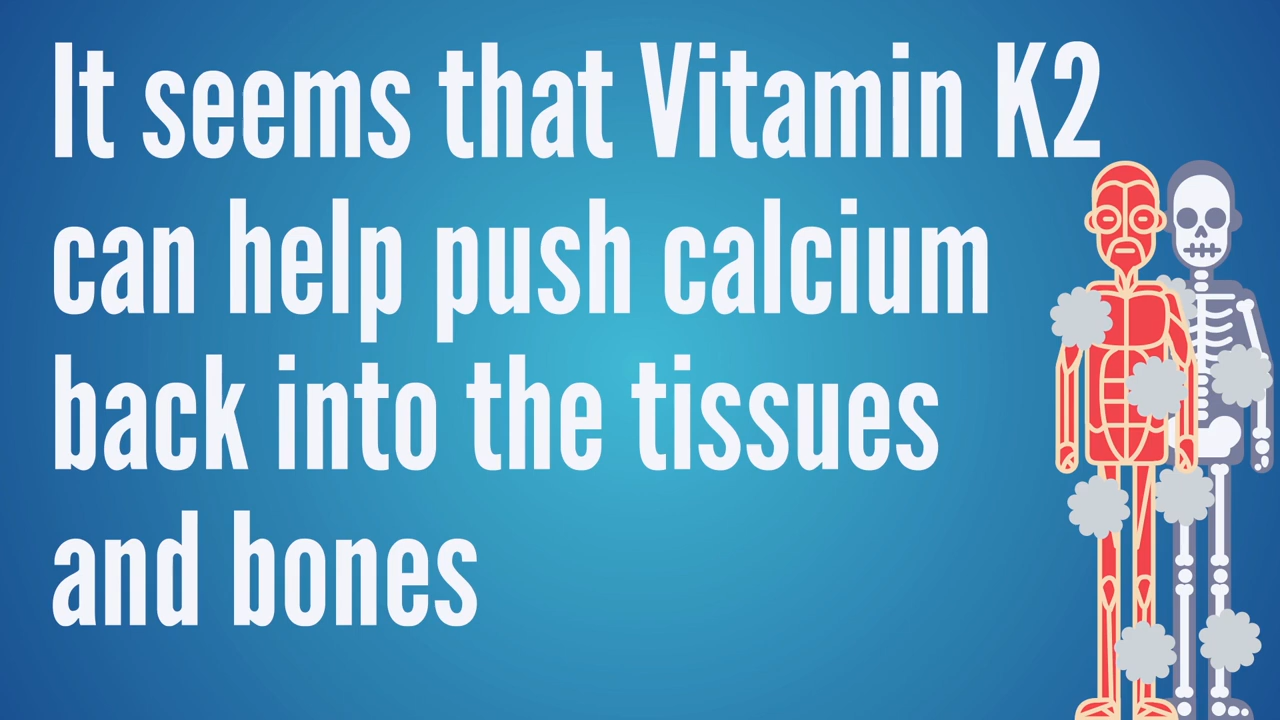 It seems that Vitamin K2
can help push calcium
back into the tissues
and bones